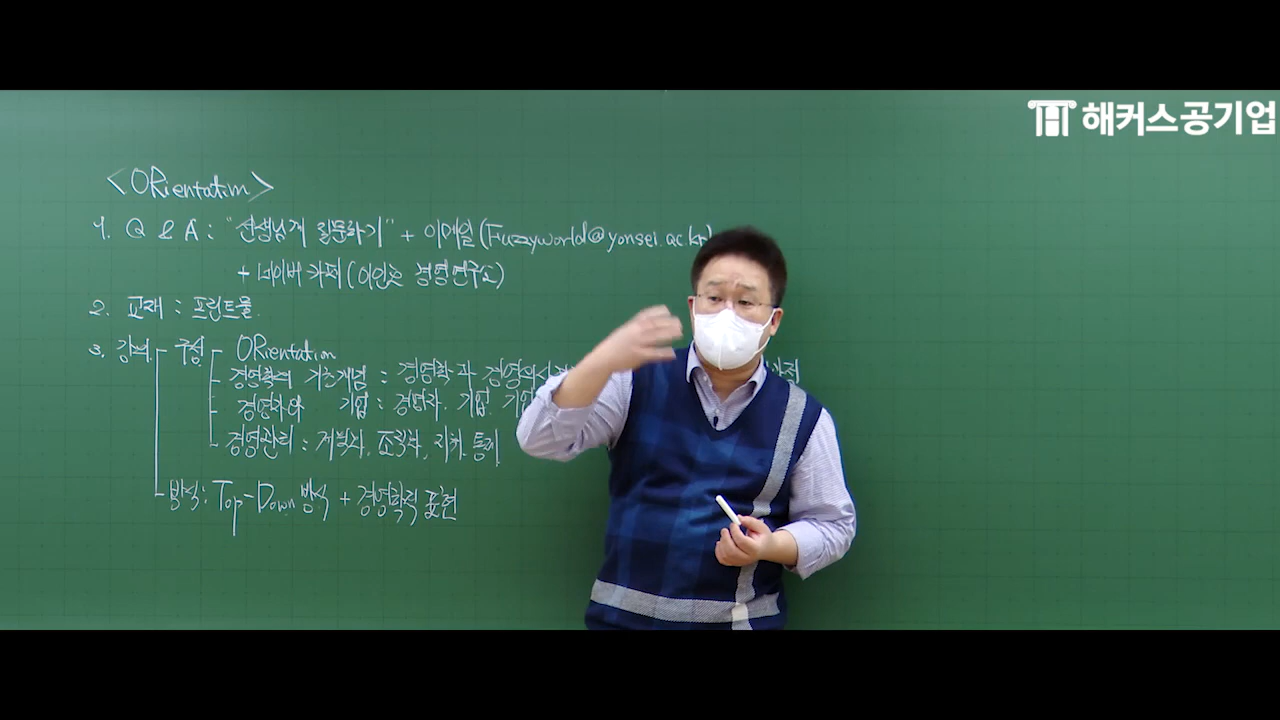 해커스공기업
<ORientation>
1. Q & A : "선생님께 질문하기" + 이메일 (Fuzzyworld@yonsei.ac.kr)
+ 네이버 카페 (이인호 경영연구소)
2. 교재 : 프린트물
3. 강의 구성 ORientation
경영학의 기초개념 : 경영학과 경영의
경영자와 기업 : 경영자, 기업, 기업
경영관리 : 계획화, 조직화, 지휘, 통제
방식 : Top-Down 방식 + 경영학적 표현